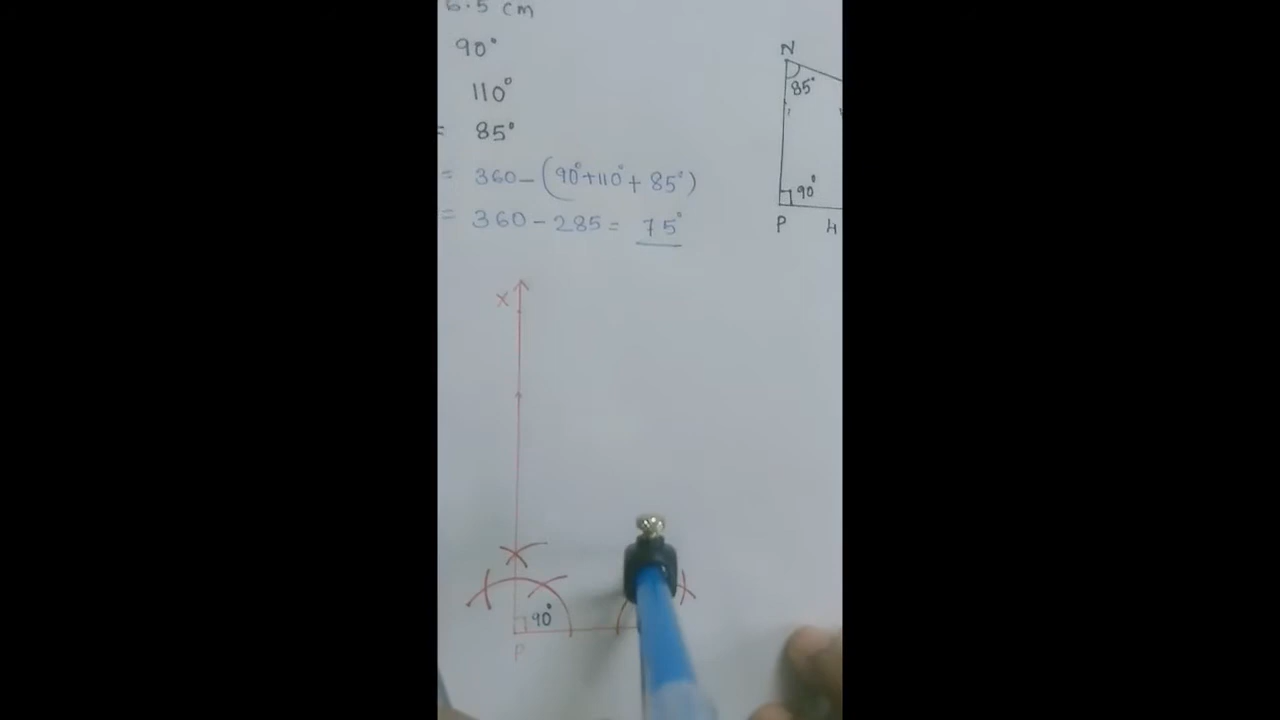 6.5 cm
90°
110°
= 85°
= 360-(90°+110°+85°)
= 360-285= 75°
N
85°
90°
P
X
90°
P